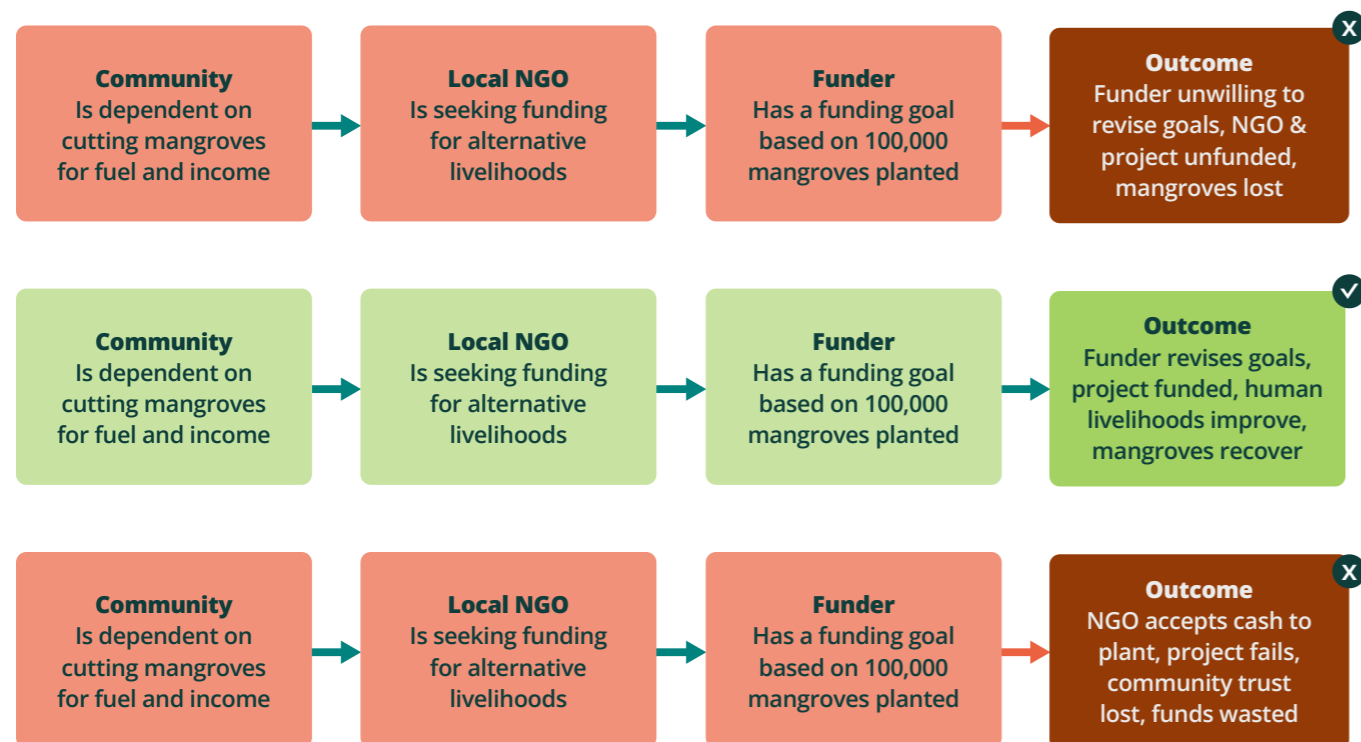 X
Community
Is dependent on
cutting mangroves
for fuel and income
Local NGO
Is seeking funding
for alternative
livelihoods
Funder
Has a funding goal
based on 100,000
mangroves planted
Outcome
Funder unwilling to
revise goals, NGO &
project unfunded,
mangroves lost
Community
Is dependent on
cutting mangroves
for fuel and income
Local NGO
Is seeking funding
for alternative
livelihoods
Funder
Has a funding goal
based on 100,000
mangroves planted
Outcome
Funder revises goals,
project funded, human
livelihoods improve,
mangroves recover
X
Community
Is dependent on
cutting mangroves
for fuel and income
Local NGO
Is seeking funding
for alternative
livelihoods
Funder
Has a funding goal
based on 100,000
mangroves planted
Outcome
NGO accepts cash to
plant, project fails,
community trust
lost, funds wasted